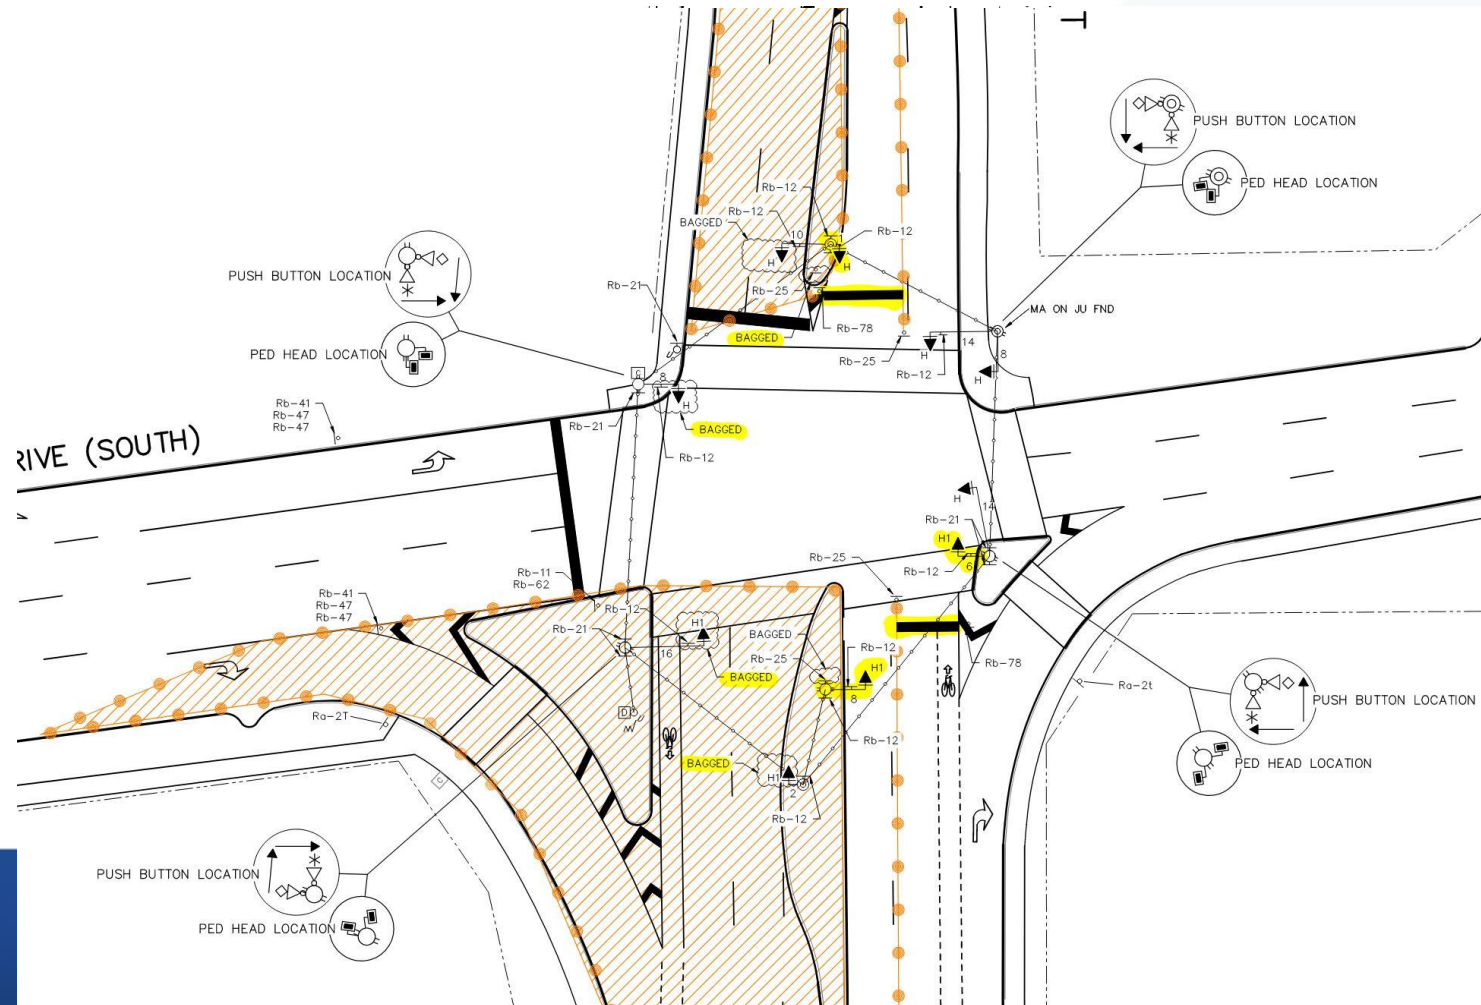 PUSH BUTTON LOCATION
PED HEAD LOCATION
Rb-12
Rb-12
BAGGED
10
Rb-12
H
H
Rb-25
Rb-21
Rb-78
MA ON JU FND
BAGGED
Rb-25
H
14
Rb-12
8
H
PUSH BUTTON LOCATION
PED HEAD LOCATION
C
8
H
Rb-41
Rb-47
Rb-47
Rb-21
BAGGED
Rb-12
RIVE (SOUTH)
H
14
Rb-21
H1
Rb-25
Rb-12
6
Rb-11
Rb-62
Rb-41
Rb-47
Rb-47
Rb-12
Rb-21
H1
16
BAGGED
BAGGED
Rb-25
Rb-12
H1
8
Rb-78
Ra-2t
Ra-2T
D
Rb-12
BAGGED
H1
2
Rb-12
C
PUSH BUTTON LOCATION
PED HEAD LOCATION
PUSH BUTTON LOCATION
PED HEAD LOCATION